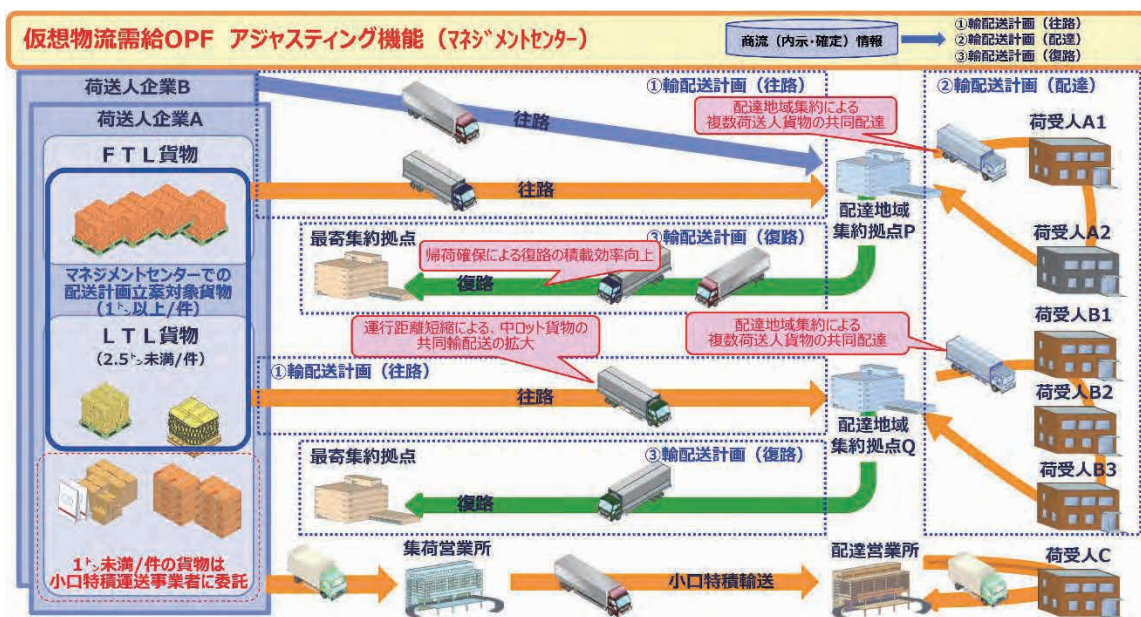 仮想物流需給OPF アジャスティング機能（マネジメントセンター）
商流（内示・確定）情報
①輸配送計画（往路）
②輸配送計画（配達）
③輸配送計画（復路）
荷送人企業B
荷送人企業A
ＦＴＬ貨物
マネジメントセンターでの
配送計画立案対象貨物
（1㌧以上/件）
ＬＴＬ貨物
（2.5㌧未満/件）
1㌧未満/件の貨物は
小口特積運送事業者に委託
①輸配送計画（往路）
往路
往路
配達地域集約による
複数荷送人貨物の共同配達
配達地域
集約拠点P
②輸配送計画（配達）
荷受人A1
荷受人A2
最寄集約拠点
③輸配送計画（復路）
帰荷確保による復路の積載効率向上
復路
運行距離短縮による、中ロット貨物の
共同輸配送の拡大
配達地域集約による
複数荷送人貨物の共同配達
①輸配送計画（往路）
往路
配達地域
集約拠点Q
荷受人B1
荷受人B2
荷受人B3
最寄集約拠点
③輸配送計画（復路）
復路
集荷営業所
小口特積輸送
配達営業所
荷受人C